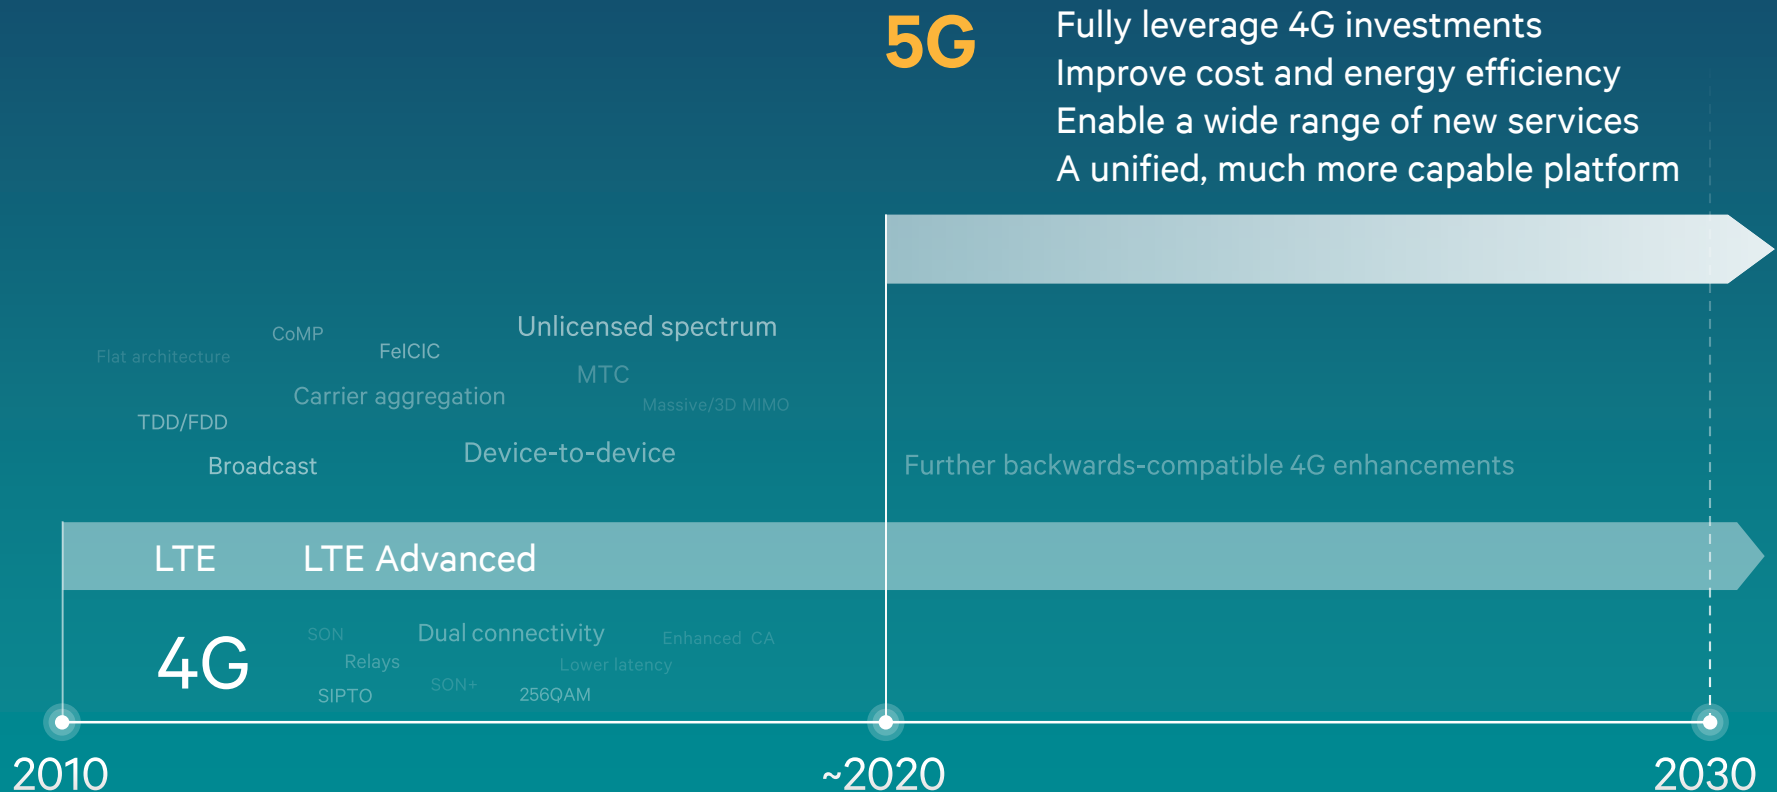 5G
Fully leverage 4G investments
Improve cost and energy efficiency
Enable a wide range of new services
A unified, much more capable platform
Unlicensed spectrum
CoMP
FeICIC
Flat architecture
MTC
Carrier aggregation
Massive/3D MIMO
TDD/FDD
Device-to-device
Broadcast
Further backwards-compatible 4G enhancements
LTE
LTE Advanced
4G
SON
Dual connectivity
Enhanced CA
Relays
Lower latency
SON+
SIPTO
256QAM
2010
~2020
2030